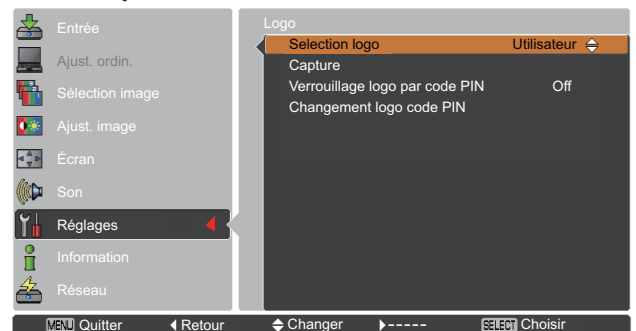 Entrée
Ajust. ordin.
Sélection image
Ajust. image
Écran
Son
Réglages
Information
Réseau
Logo
Selection logo Utilisateur
Capture
Verrouillage logo par code PIN Off
Changement logo code PIN
MENU Quitter Retour Changer ----- SELECT Choisir